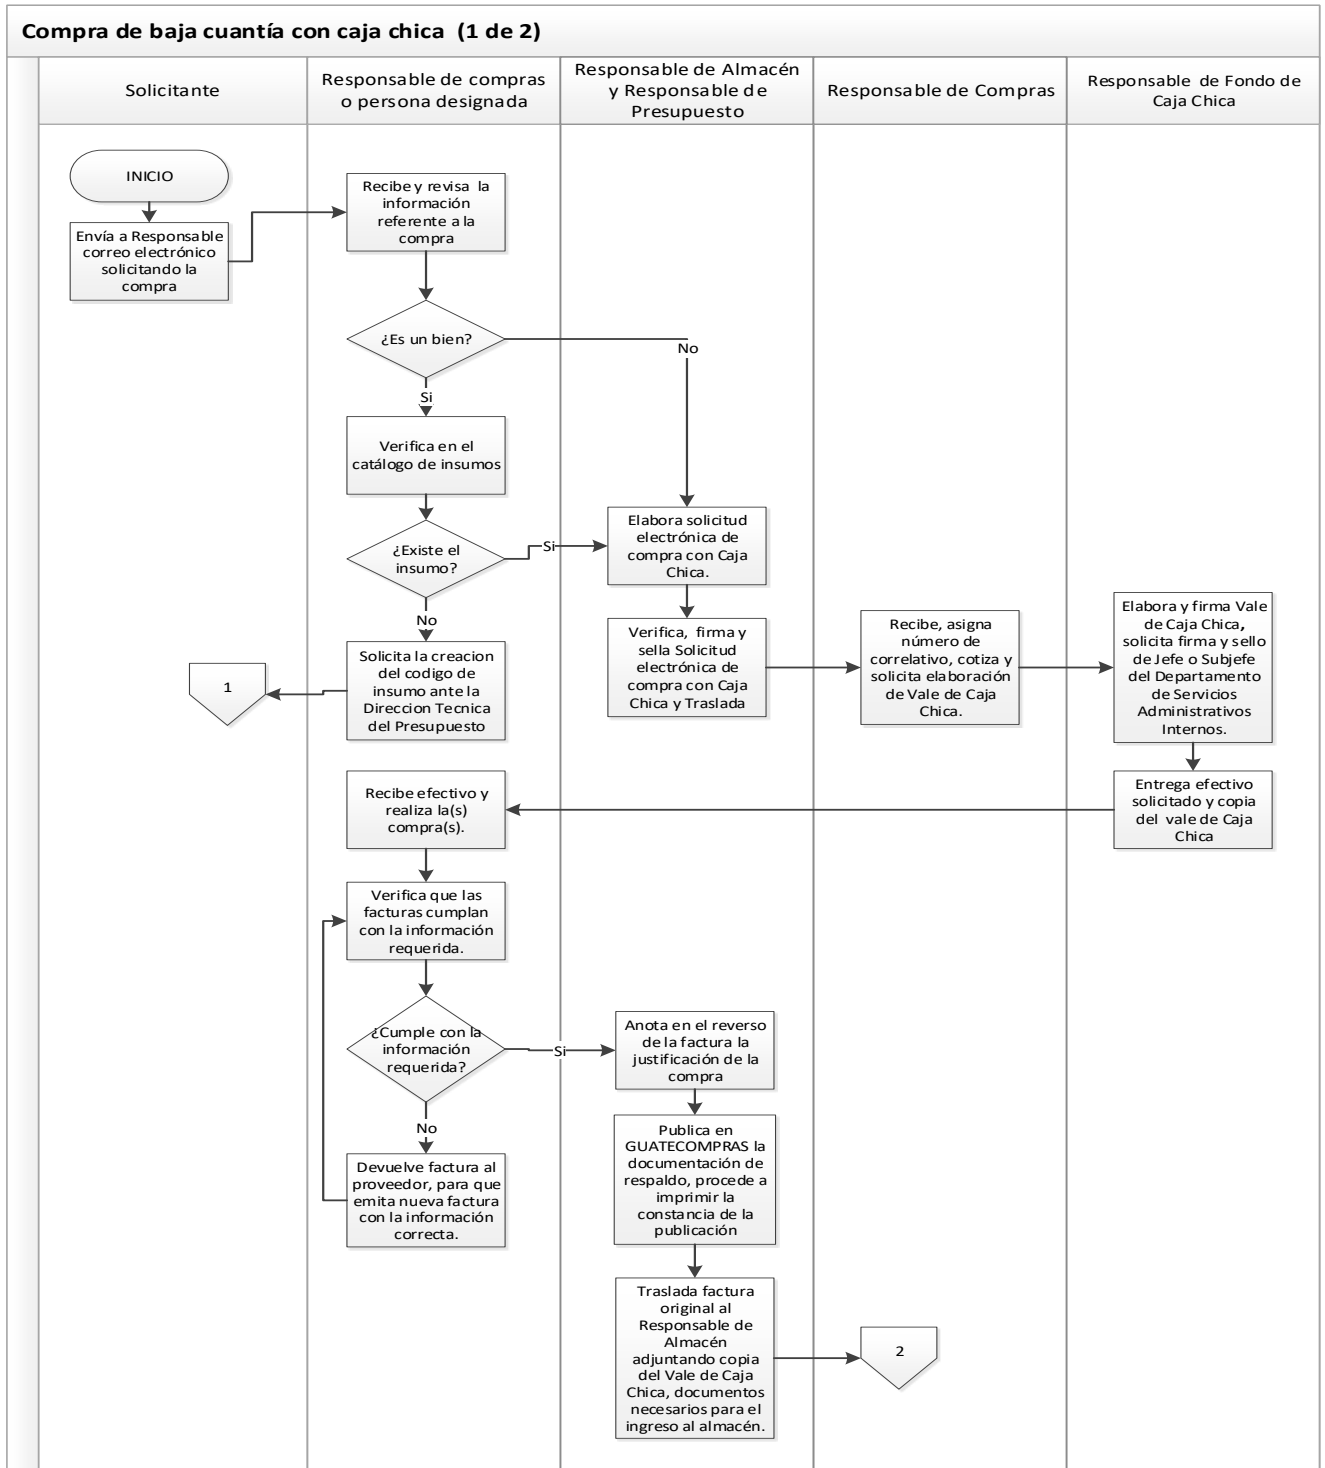 Compra de baja cuantía con caja chica  (1 de 2)
Solicitante
Responsable de compras
o persona designada
Responsable de Almacén
y Responsable de
Presupuesto
Responsable de Compras
Responsable de Fondo de
Caja Chica
INICIO
Envía a Responsable
correo electrónico
solicitando la
compra
Recibe y revisa la
información
referente a la
compra
¿Es un bien?
No
Si
Verifica en el
catálogo de insumos
¿Existe el
insumo?
Si
No
Elabora solicitud
electrónica de
compra con Caja
Chica.
Verifica, firma y
sella Solicitud
electrónica de
compra con Caja
Chica y Traslada
Recibe, asigna
número de
correlativo, cotiza y
solicita elaboración
de Vale de Caja
Chica.
Elabora y firma Vale
de Caja Chica,
solicita firma y sello
de Jefe o Subjefe
del Departamento
de Servicios
Administrativos
Internos.
Solicita la creacion
del codigo de
insumo ante la
Direccion Tecnica
del Presupuesto
1
Entrega efectivo
solicitado y copia
del vale de Caja
Chica
Recibe efectivo y
realiza la(s)
compra(s).
Verifica que las
facturas cumplan
con la información
requerida.
¿Cumple con la
información
requerida?
Si
No
Devuelve factura al
proveedor, para que
emita nueva factura
con la información
correcta.
Anota en el reverso
de la factura la
justificación de la
compra
Publica en
GUATECOMPRAS la
documentación de
respaldo, procede a
imprimir la
constancia de la
publicación
Traslada factura
original al
Responsable de
Almacén
adjuntando copia
del Vale de Caja
Chica, documentos
necesarios para el
ingreso al almacén.
2